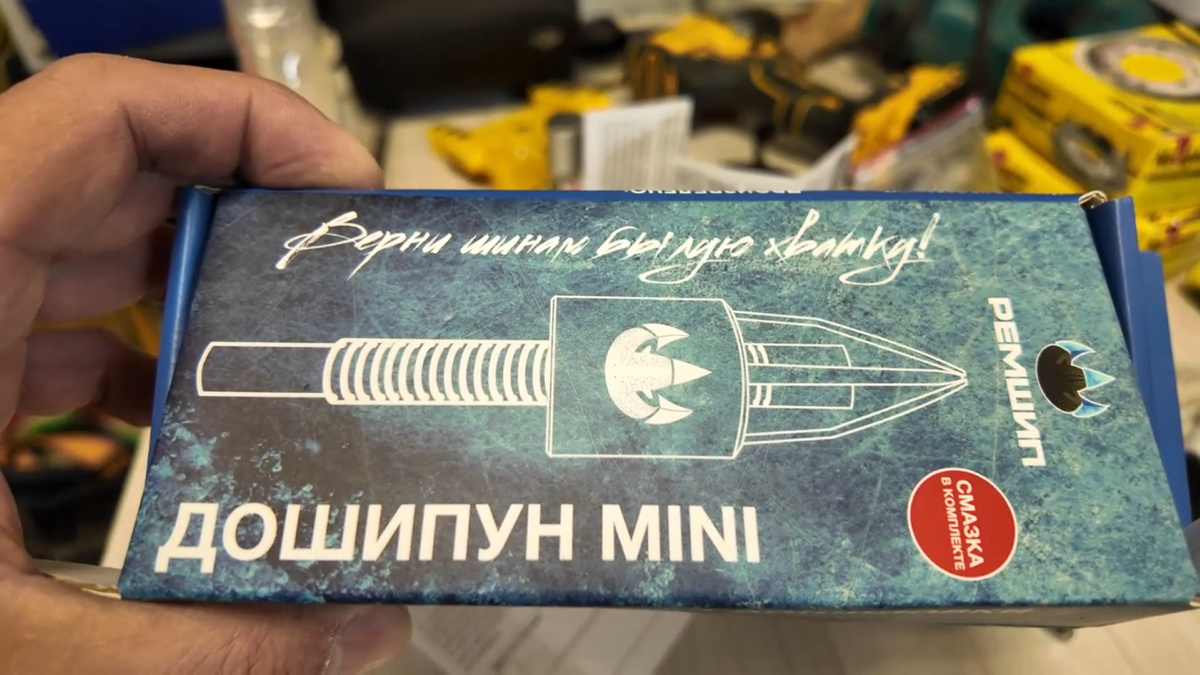 Верни шинам былую хватку!
РЕМШИП
ДОШИПУН MINI
СМАЗКА
В КОМПЛЕКТЕ